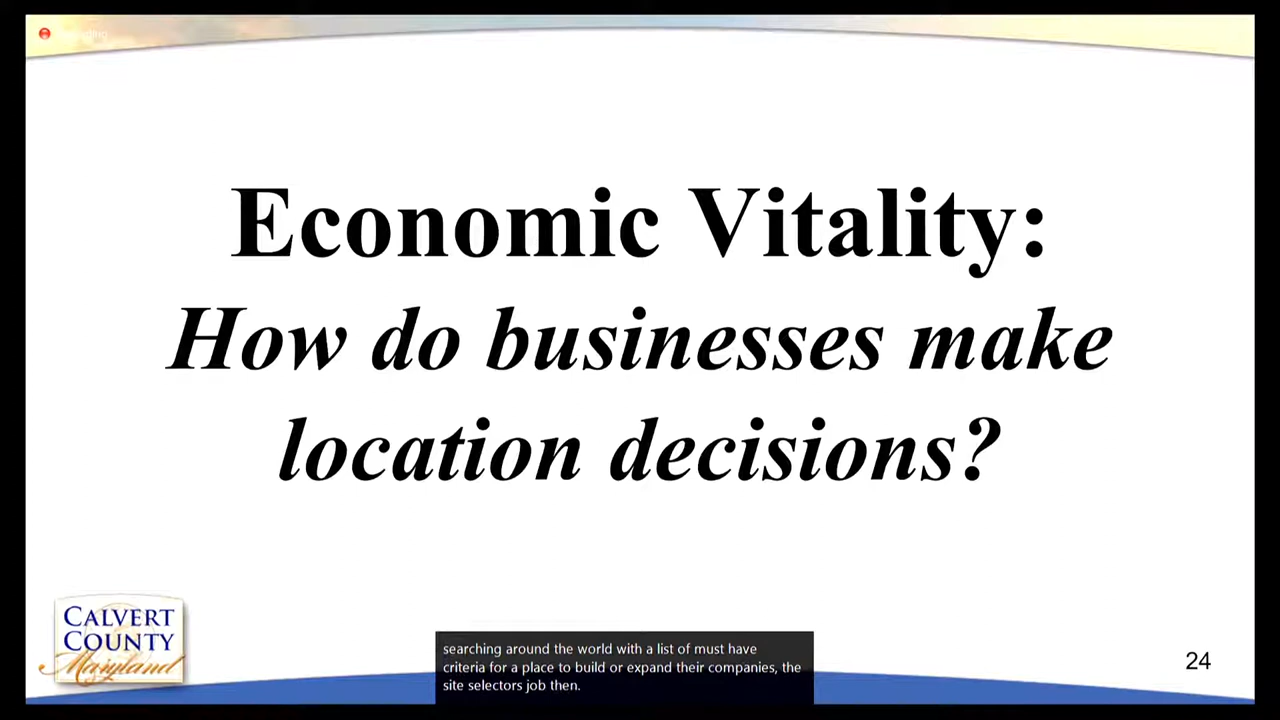 Economic Vitality:
How do businesses make
location decisions?
CALVERT
COUNTY
Maryland
searching around the world with a list of must have
criteria for a place to build or expand their companies, the
site selectors job then.
24